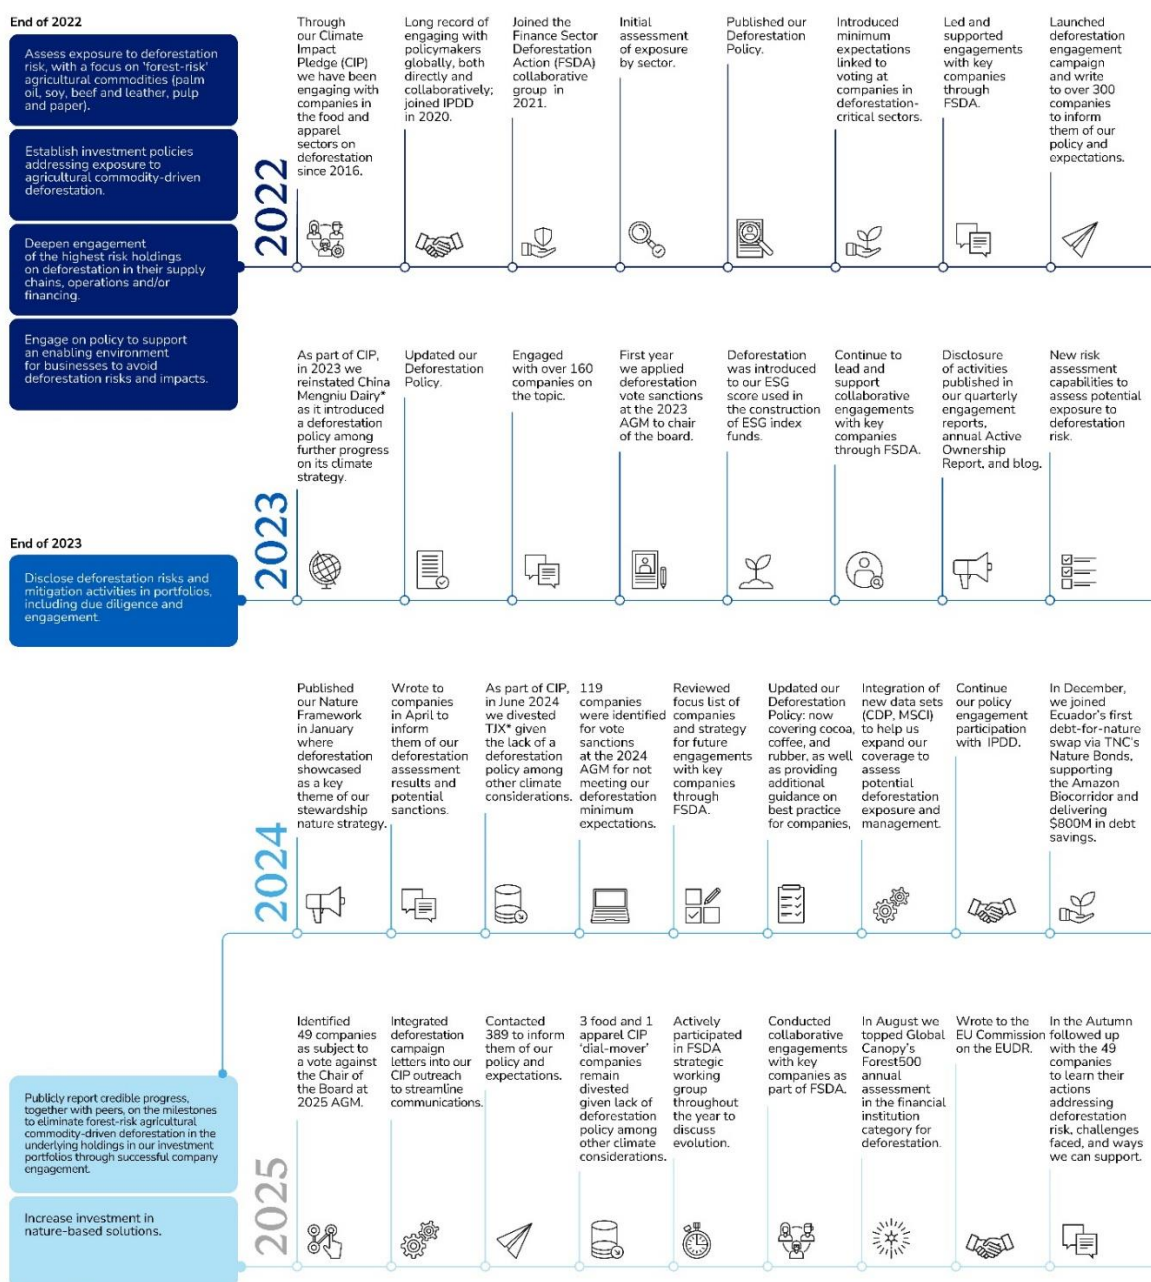 End of 2022
Assess exposure to deforestation
risk, with a focus on 'forest-risk'
agricultural commodities (palm
oil, soy, beef and leather, pulp
and paper).
Establish investment policies
addressing exposure to
agricultural commodity-driven
deforestation.
Deepen engagement
of the highest risk holdings
on deforestation in their supply
chains, operations and/or
financing.
Engage on policy to support
an enabling environment
for businesses to avoid
deforestation risks and impacts.
2022
Through
our Climate
Impact
Pledge (CIP)
we have been
engaging with
companies in
the food and
apparel
sectors on
deforestation
since 2016.
Long record of
engaging with
policymakers
globally, both
directly and
collaboratively;
joined IPDD
in 2020.
Joined the
Finance Sector
Deforestation
Action (FSDA)
collaborative
group in
2021.
Initial
assessment
of exposure
by sector.
Published our
Deforestation
Policy.
Introduced
minimum
expectations
linked to
voting at
companies in
deforestation-
critical sectors.
Led and
supported
engagements
with key
companies
through
FSDA.
Launched
deforestation
engagement
campaign
and write
to over 300
companies
to inform
them of our
policy and
expectations.
End of 2023
Disclose deforestation risks and
mitigation activities in portfolios,
including due diligence and
engagement.
2023
As part of CIP,
in 2023 we
reinstated China
Mengniu Dairy*
as it introduced
a deforestation
policy among
further progress
on its climate
strategy.
Updated our
Deforestation
Policy.
Engaged
with over 160
companies on
the topic.
First year
we applied
deforestation
vote sanctions
at the 2023
AGM to chair
of the board.
Deforestation
was introduced
to our ESG
score used in
the construction
of ESG index
funds.
Continue to
lead and
support
collaborative
engagements
with key
companies
through FSDA.
Disclosure
of activities
published in
our quarterly
engagement
reports,
annual Active
Ownership
Report, and blog.
New risk
assessment
capabilities to
assess potential
exposure to
deforestation
risk.
2024
Published
our Nature
Framework
in January
where
deforestation
showcased
as a key
theme of our
stewardship
nature strategy.
Wrote to
companies
in April to
inform
them of our
deforestation
assessment
results and
potential
sanctions.
As part of CIP,
in June 2024
we divested
TJX* given
the lack of a
deforestation
policy among
other climate
considerations.
119
companies
were identified
for vote
sanctions
at the 2024
AGM for not
meeting our
deforestation
minimum
expectations.
Reviewed
focus list of
companies
and strategy
for future
engagements
with key
companies
through
FSDA.
Updated our
Deforestation
Policy: now
covering cocoa,
coffee, and
rubber, as well
as providing
additional
guidance on
best practice
for companies,
Integration of
new data sets
(CDP, MSCI)
to help us
expand our
coverage to
assess
potential
deforestation
exposure and
management.
Continue
our policy
engagement
participation
with IPDD.
In December,
we joined
Ecuador's first
debt-for-nature
swap via TNC's
Nature Bonds,
supporting
the Amazon
Biocorridor and
delivering
$800M in debt
savings.
Publicly report credible progress,
together with peers, on the milestones
to eliminate forest-risk agricultural
commodity-driven deforestation in the
underlying holdings in our investment
portfolios through successful company
engagement.
Increase investment in
nature-based solutions.
2025
Identified
49 companies
as subject to
a vote against
the Chair of
the Board at
2025 AGM.
Integrated
deforestation
campaign
letters into our
CIP outreach
to streamline
communications.
Contacted
389 to inform
them of our
policy and
expectations.
3 food and 1
apparel CIP
'dial-mover'
companies
remain
divested
given lack of
deforestation
policy among
other climate
considerations.
Actively
participated
in FSDA
strategic
working
group
throughout
the year to
discuss
evolution.
Conducted
collaborative
engagements
with key
companies as
part of FSDA.
In August we
topped Global
Canopy's
Forest500
annual
assessment
in the financial
institution
category for
deforestation.
Wrote to the
EU Commission
on the EUDR.
In the Autumn
followed up
with the 49
companies
to learn their
actions
addressing
deforestation
risk, challenges
faced, and ways
we can support.